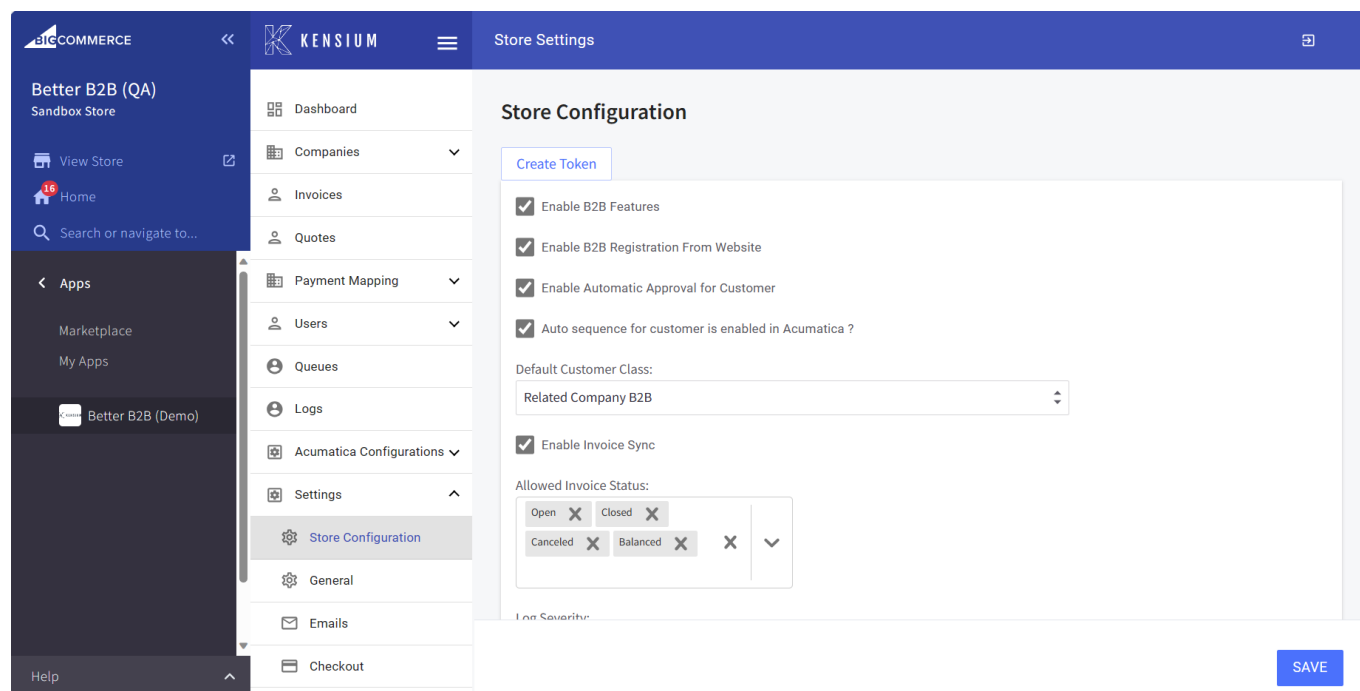 BIGCOMMERCE
Better B2B (QA)
Sandbox Store
View Store
16
Home
Search or navigate to...
Apps
Marketplace
My Apps
Better B2B (Demo)
Help
KENSIUM
Dashboard
Companies
Invoices
Quotes
Payment Mapping
Users
Queues
Logs
Acumatica Configurations
Settings
Store Configuration
General
Emails
Checkout
Store Settings
Store Configuration
Create Token
Enable B2B Features
Enable B2B Registration From Website
Enable Automatic Approval for Customer
Auto sequence for customer is enabled in Acumatica ?
Default Customer Class:
Related Company B2B
Enable Invoice Sync
Allowed Invoice Status:
Open Closed
Canceled Balanced
Log Severity:
SAVE